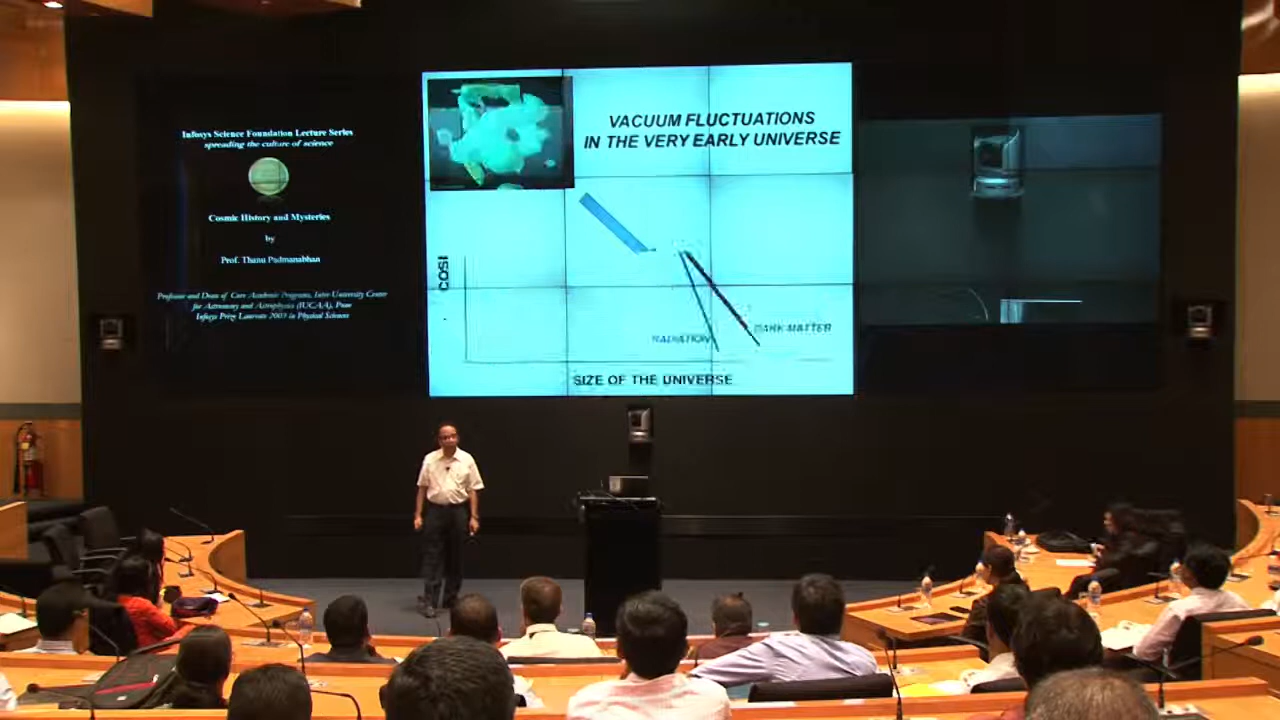 Infosys Science Foundation Lecture Series
spreading the culture of science
Cosmic History and Mysteries
by
Prof. Thanu Padmanabhan
Professor and Dean of Core Academic Programs, Inter-University Center
for Astronomy and Astrophysics (IUCAA), Pune
Infosys Prize Laureate 2009 in Physical Sciences
VACUUM FLUCTUATIONS
IN THE VERY EARLY UNIVERSE
COSI
RADIATION
DARK MATTER
SIZE OF THE UNIVERSE